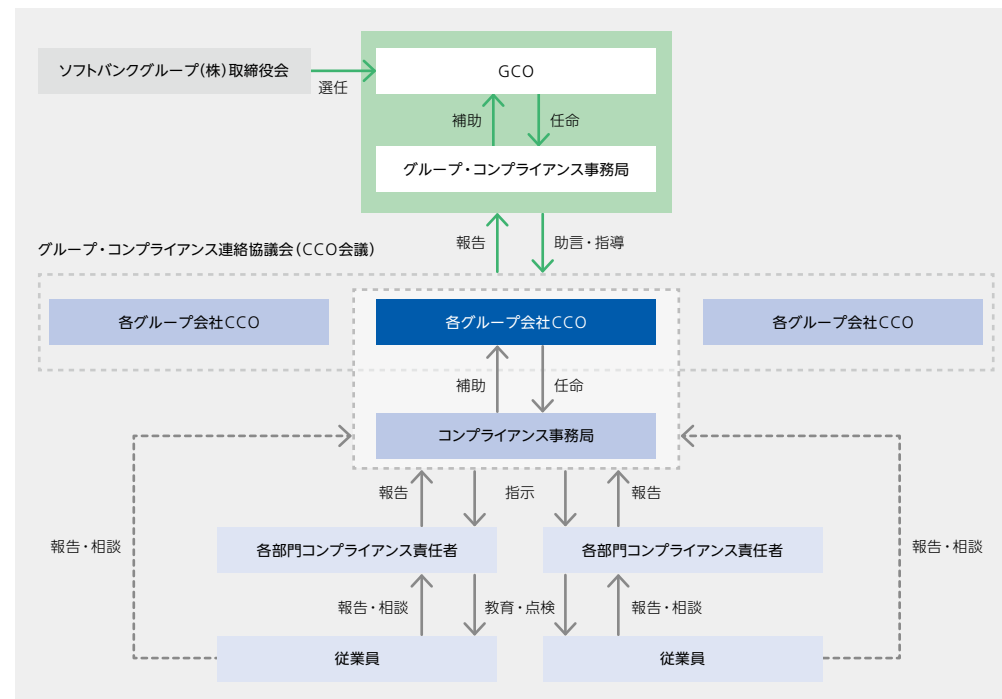 ソフトバンクグループ(株)取締役会
選任
GCO
補助
任命
グループ・コンプライアンス事務局
報告
助言・指導
グループ・コンプライアンス連絡協議会(CCO会議)
各グループ会社CCO
各グループ会社CCO
各グループ会社CCO
補助
任命
コンプライアンス事務局
報告
指示
報告
報告・相談
各部門コンプライアンス責任者
各部門コンプライアンス責任者
報告・相談
報告・相談
教育・点検
報告・相談
従業員
従業員